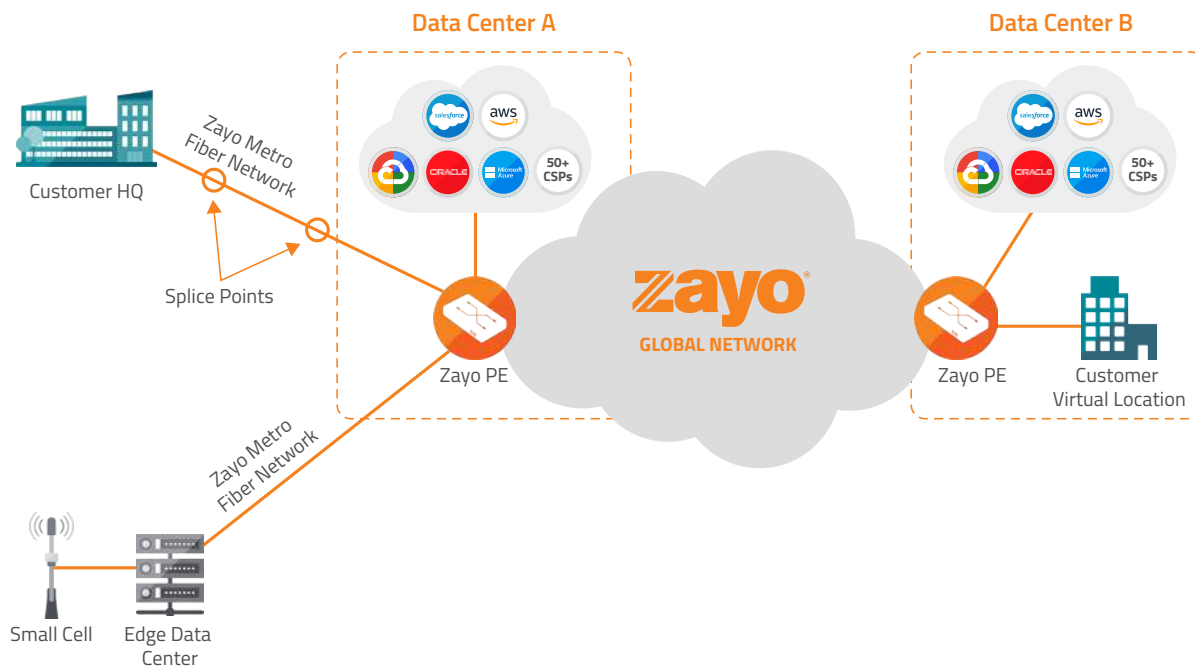 Data Center A
Data Center B
salesforce
aws
ORACLE
Microsoft
Azure
50+
CSPs
salesforce
aws
ORACLE
Microsoft
Azure
50+
CSPs
Customer HQ
Zayo Metro
Fiber Network
Splice Points
zayo®
GLOBAL NETWORK
Zayo PE
Zayo PE
Customer
Virtual Location
Zayo Metro
Fiber Network
Small Cell
Edge Data
Center